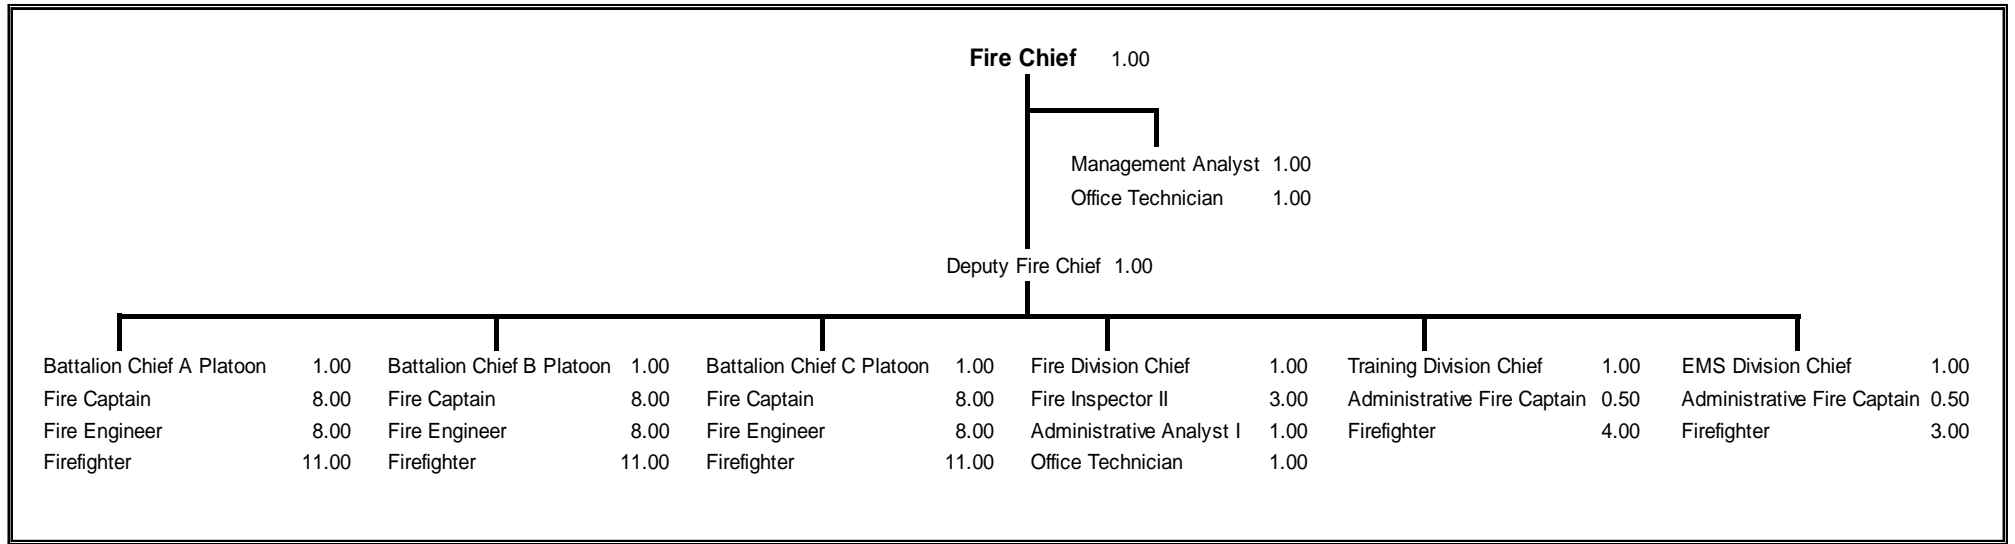 Fire Chief 1.00
Management Analyst 1.00
Office Technician 1.00
Deputy Fire Chief 1.00
Battalion Chief A Platoon 1.00 Battalion Chief B Platoon 1.00 Battalion Chief C Platoon 1.00 Fire Division Chief 1.00 Training Division Chief 1.00 EMS Division Chief 1.00
Fire Captain 8.00 Fire Captain 8.00 Fire Captain 8.00 Fire Inspector II 3.00 Administrative Fire Captain 0.50 Administrative Fire Captain 0.50
Fire Engineer 8.00 Fire Engineer 8.00 Fire Engineer 8.00 Administrative Analyst I 1.00 Firefighter 4.00 Firefighter 3.00
Firefighter 11.00 Firefighter 11.00 Firefighter 11.00 Office Technician 1.00